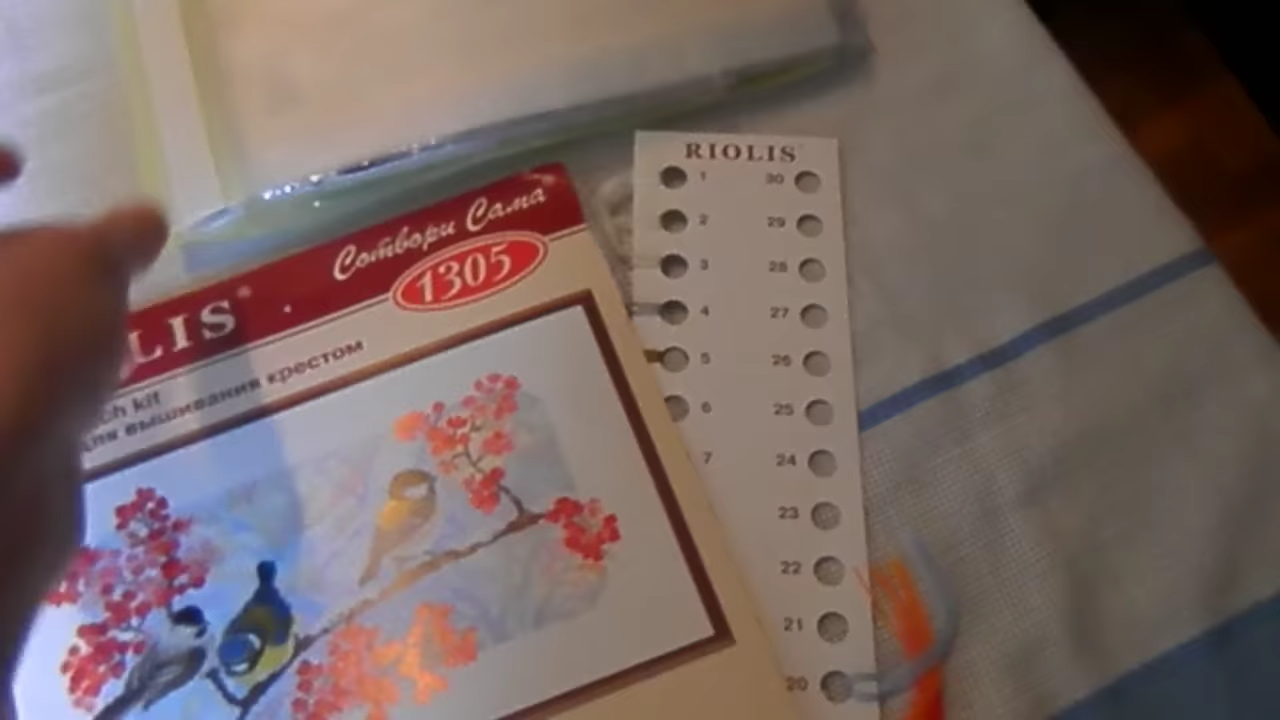 Сотвори Сама
1305
LIS®
ch kit
для вышивания крестом
RIOLIS®
1 30
2 29
3 28
4 27
5 26
6 25
7 24
23
22
21
20